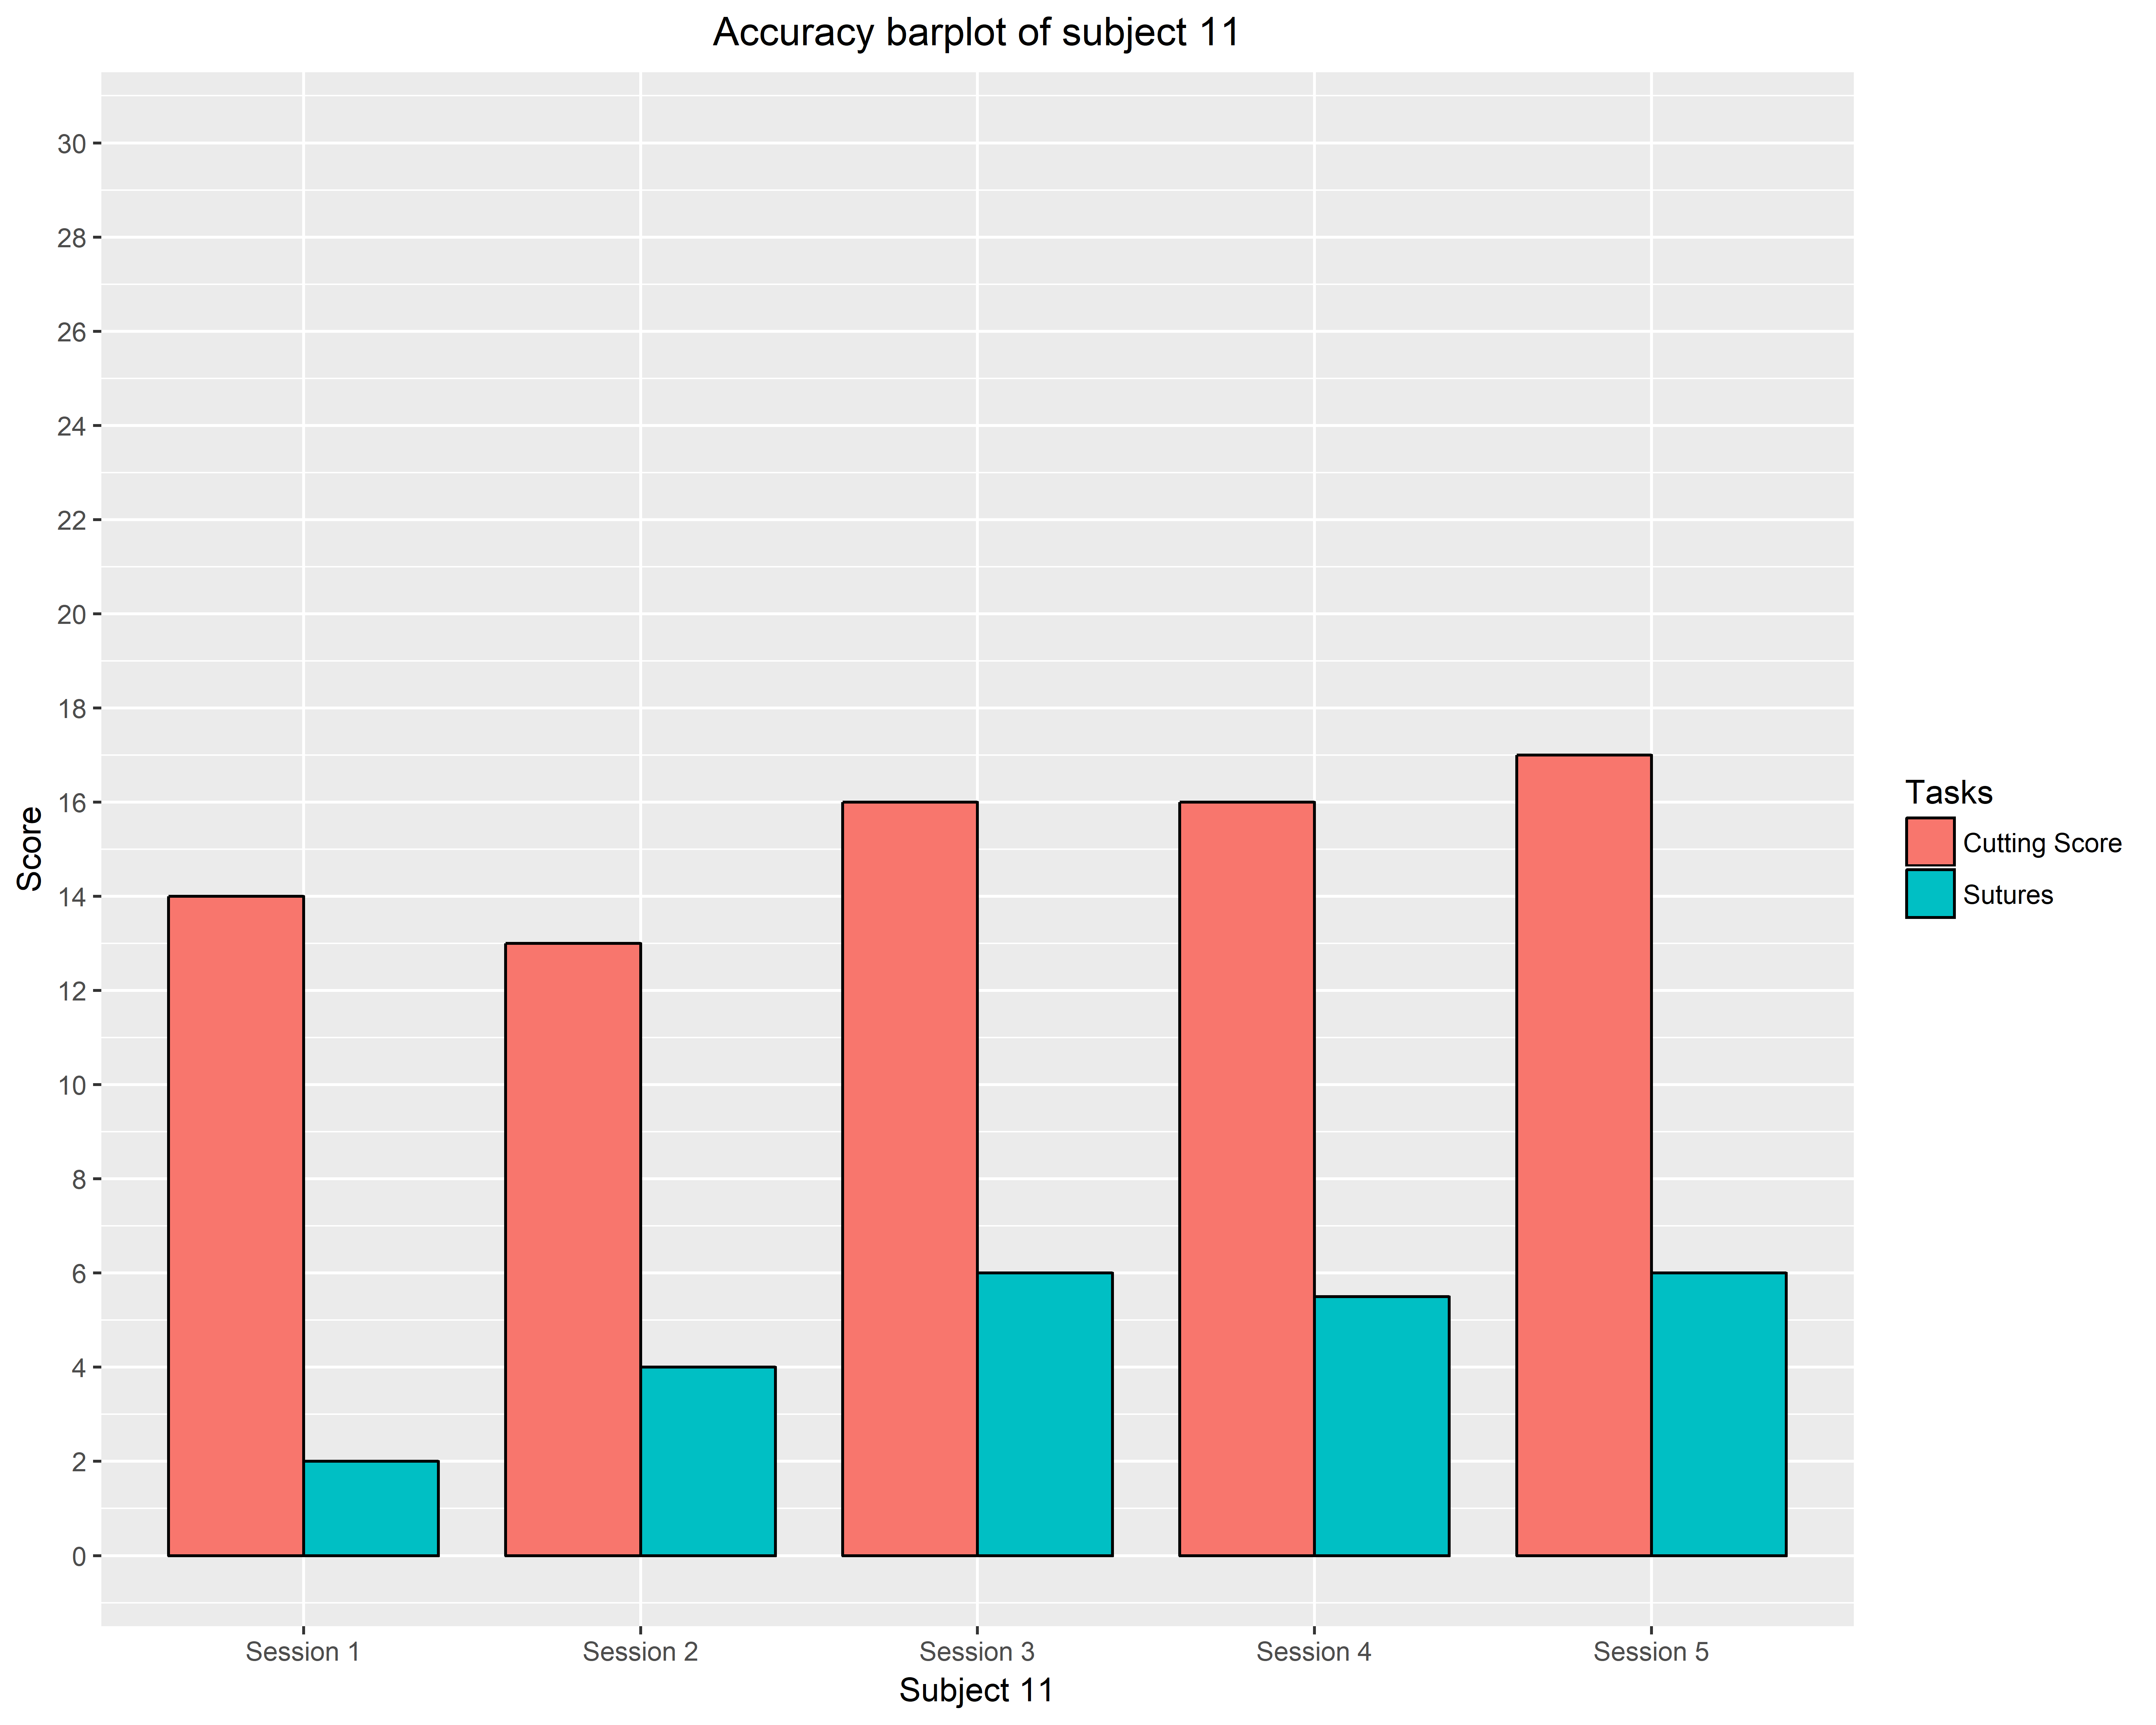 Accuracy barplot of subject 11
30
28
26
24
22
20
18
16
14
12
10
8
6
4
2
0
Score
Session 1
Session 2
Session 3
Session 4
Session 5
Subject 11
Tasks
Cutting Score
Sutures